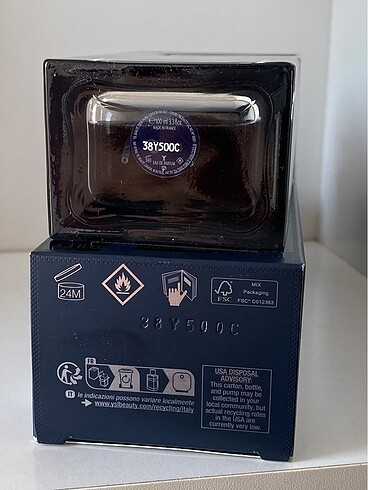 ℮ 100 ml 3.3 fl.oz.
MADE IN FRANCE
38Y500C
Y
EAU DE PARFUM
24M
FSC
MIX
Packaging
FSC® C012363
38Y500C
FR
IT le indicazioni possono variare localmente
www.yslbeauty.com/recycling/italy
USA DISPOSAL
ADVISORY:
This carton, bottle,
and pump may be
collected in your
local community, but
actual recycling rates
in the USA are
currently very low.